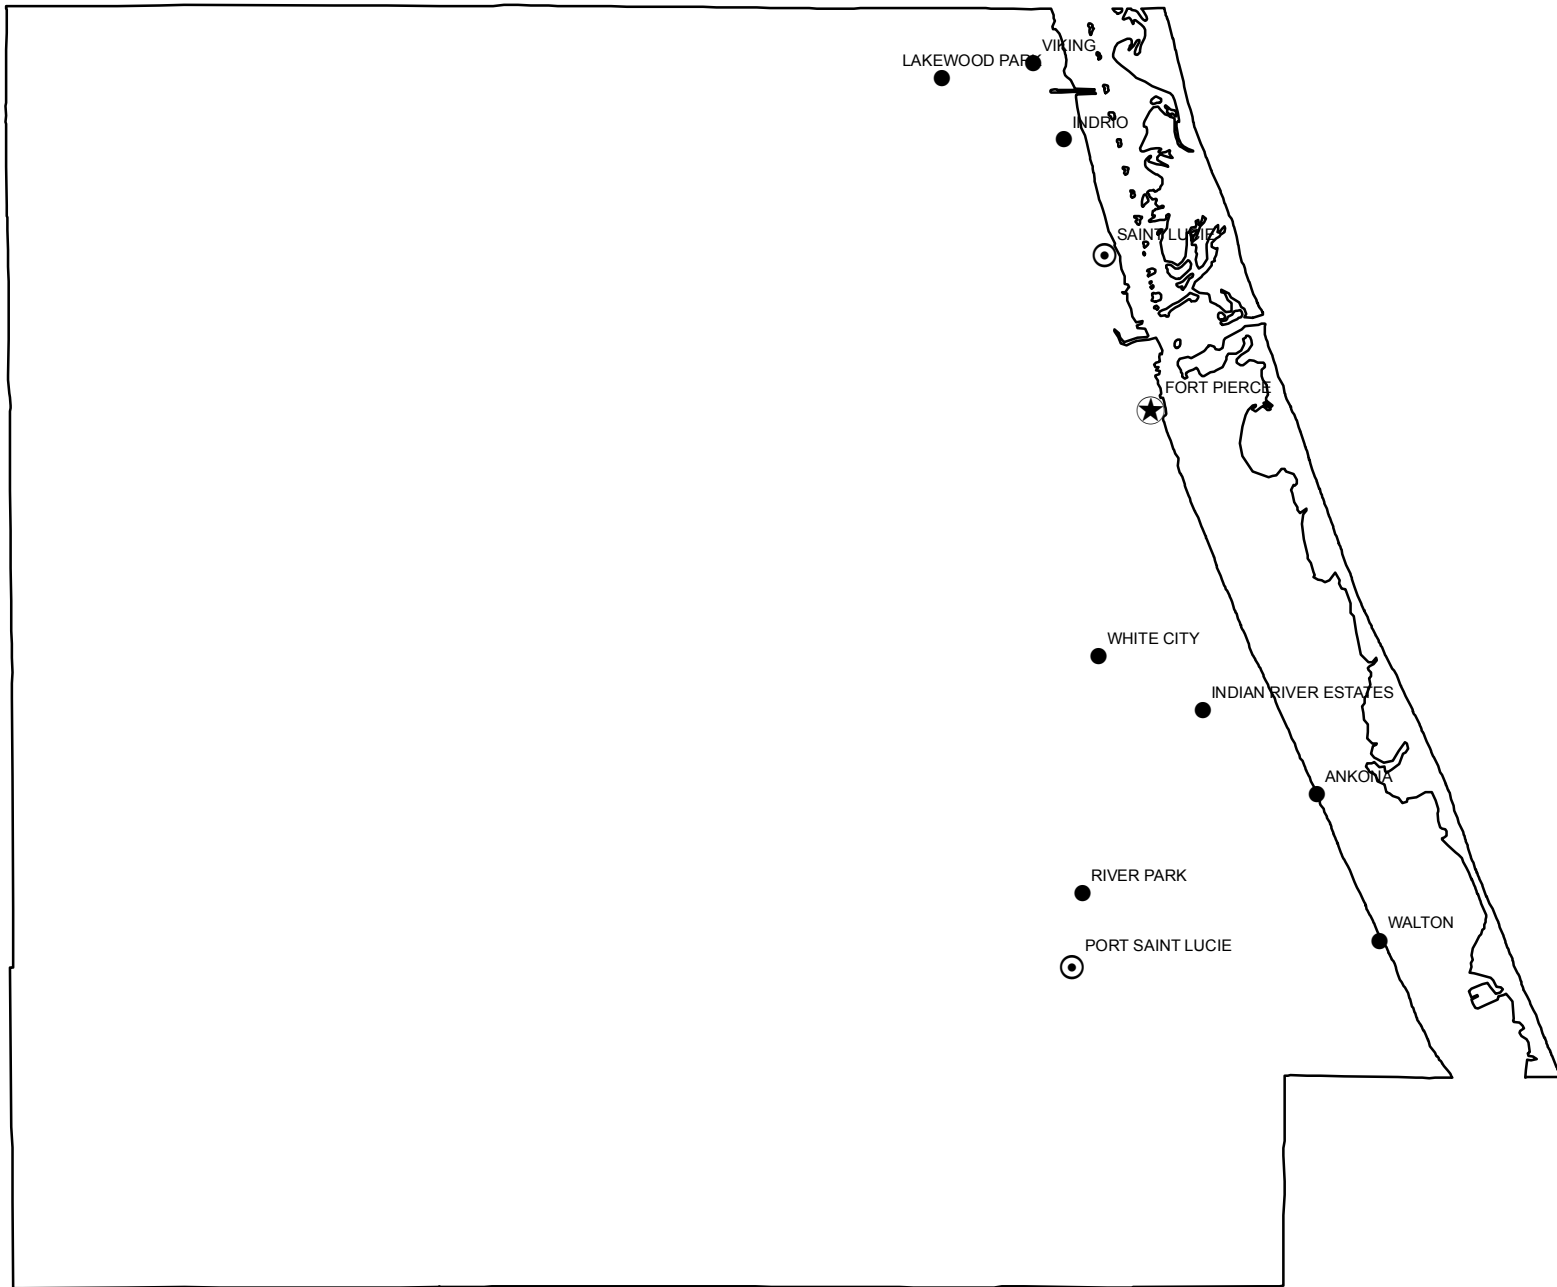 VIKING
LAKEWOOD PARK
INDRIO
SAINT LUCIE
FORT PIERCE
WHITE CITY
INDIAN RIVER ESTATES
ANKONA
RIVER PARK
WALTON
PORT SAINT LUCIE